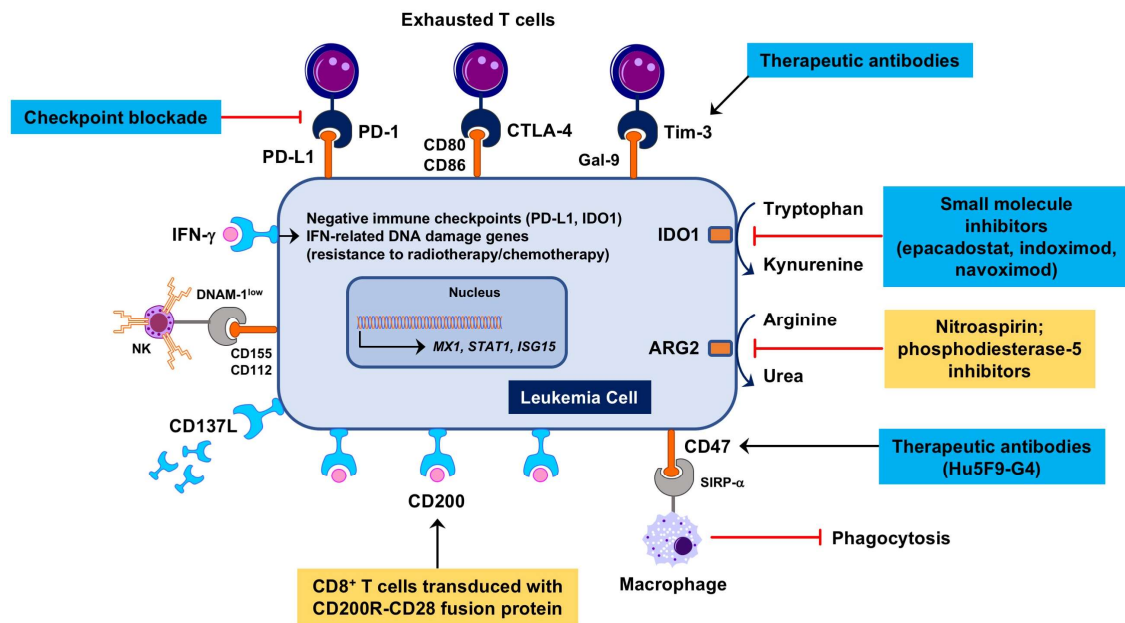 Exhausted T cells
Therapeutic antibodies
Checkpoint blockade
PD-1
CTLA-4
Tim-3
PD-L1
CD80
CD86
Gal-9
IFN-γ
Negative immune checkpoints (PD-L1, IDO1)
IFN-related DNA damage genes
(resistance to radiotherapy/chemotherapy)
IDO1
Tryptophan
Kynurenine
Small molecule
inhibitors
(epacadostat, indoximod,
navoximod)
Nucleus
MX1, STAT1, ISG15
DNAM-1low
NK
CD155
CD112
ARG2
Arginine
Urea
Nitroaspirin;
phosphodiesterase-5
inhibitors
Leukemia Cell
CD137L
CD200
CD47
SIRP-α
Therapeutic antibodies
(Hu5F9-G4)
Macrophage
Phagocytosis
CD8+ T cells transduced with
CD200R-CD28 fusion protein